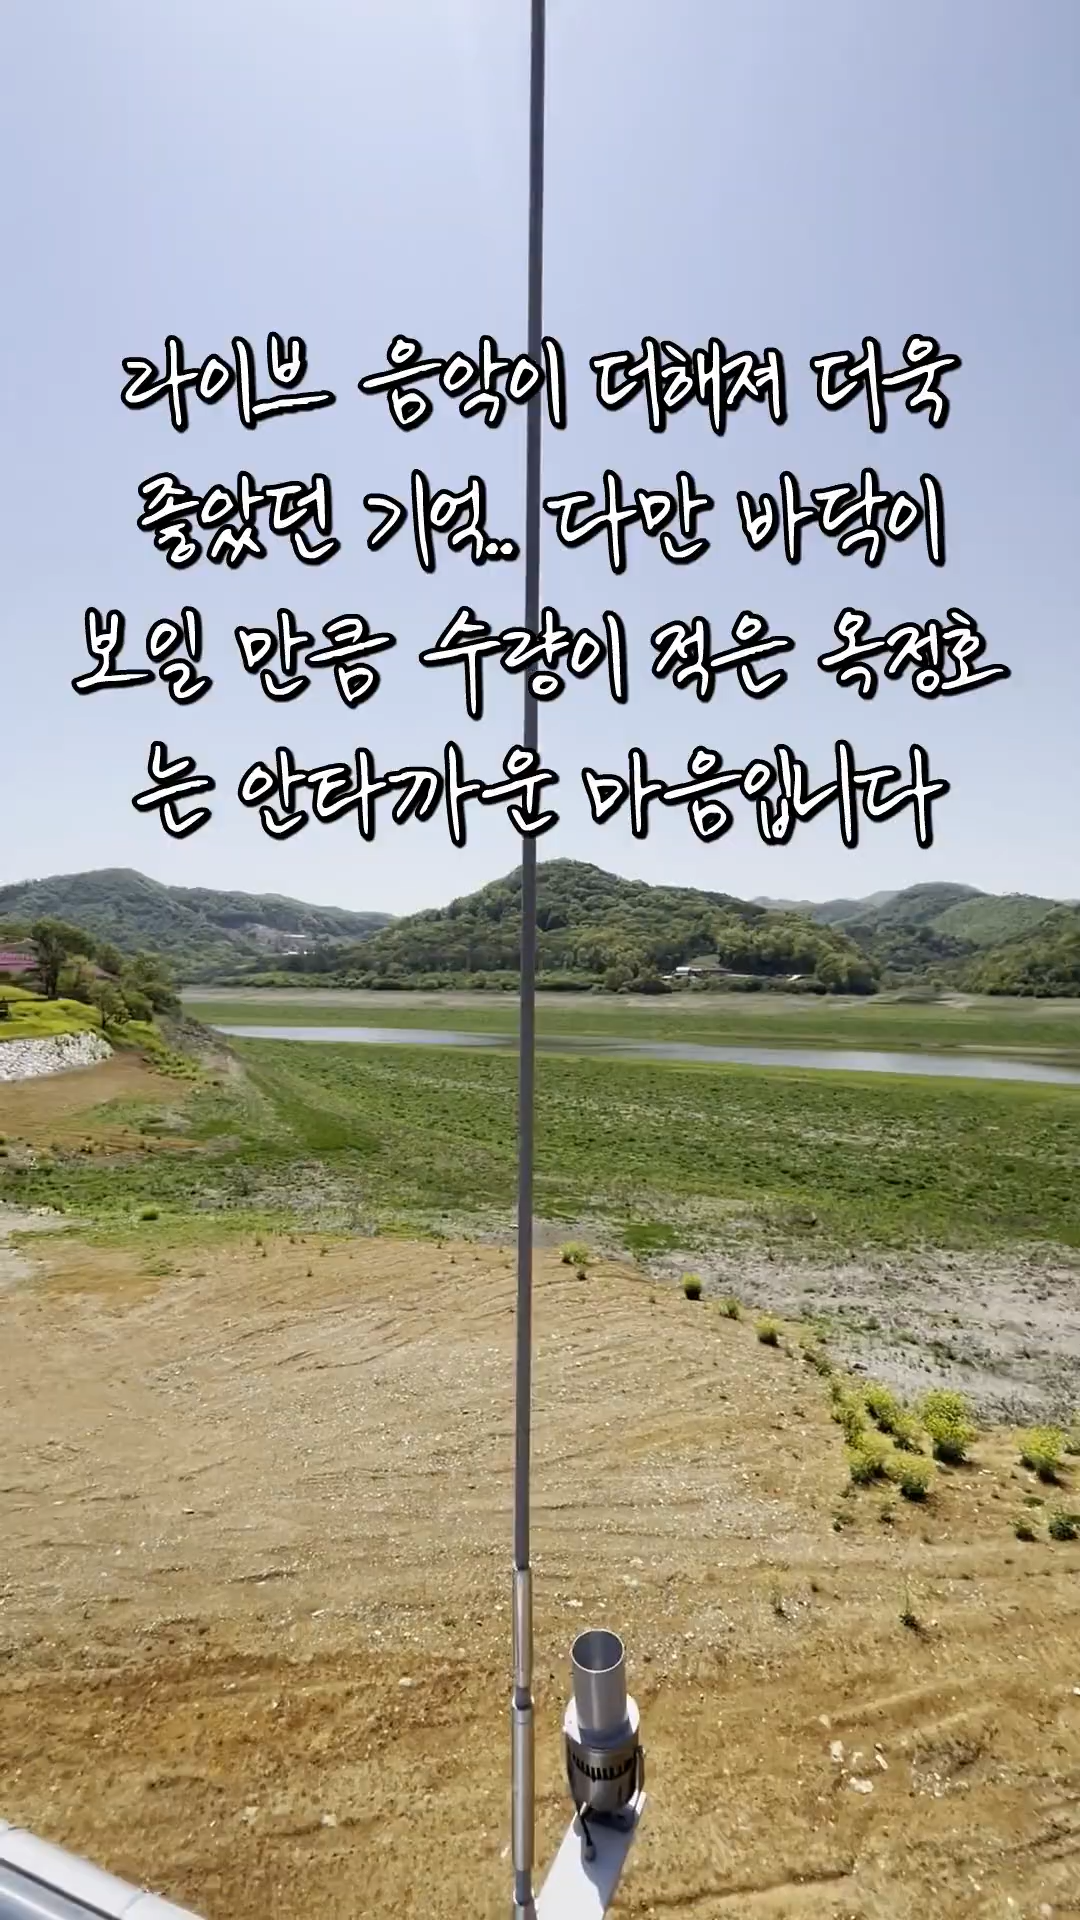 라이브 음악이 더해져 더욱
좋았던 기억.. 다만 바닥이
보일 만큼 수량이 적은 옥정호
는 안타까운 마음입니다